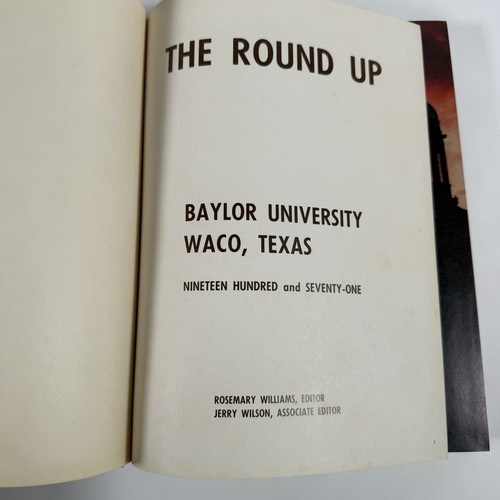 THE ROUND UP
BAYLOR UNIVERSITY
WACO, TEXAS
NINETEEN HUNDRED and SEVENTY-ONE
ROSEMARY WILLIAMS, EDITOR
JERRY WILSON, ASSOCIATE EDITOR